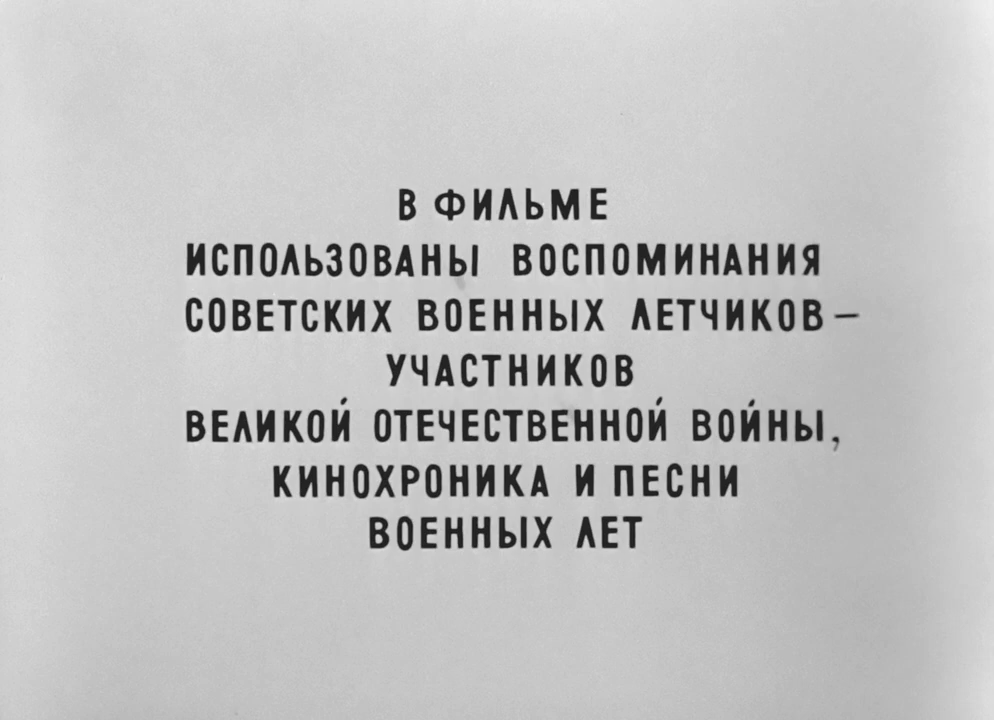 В ФИЛЬМЕ
ИСПОЛЬЗОВАНЫ ВОСПОМИНАНИЯ
СОВЕТСКИХ ВОЕННЫХ ЛЕТЧИКОВ –
УЧАСТНИКОВ
ВЕЛИКОЙ ОТЕЧЕСТВЕННОЙ ВОЙНЫ,
КИНОХРОНИКА И ПЕСНИ
ВОЕННЫХ ЛЕТ